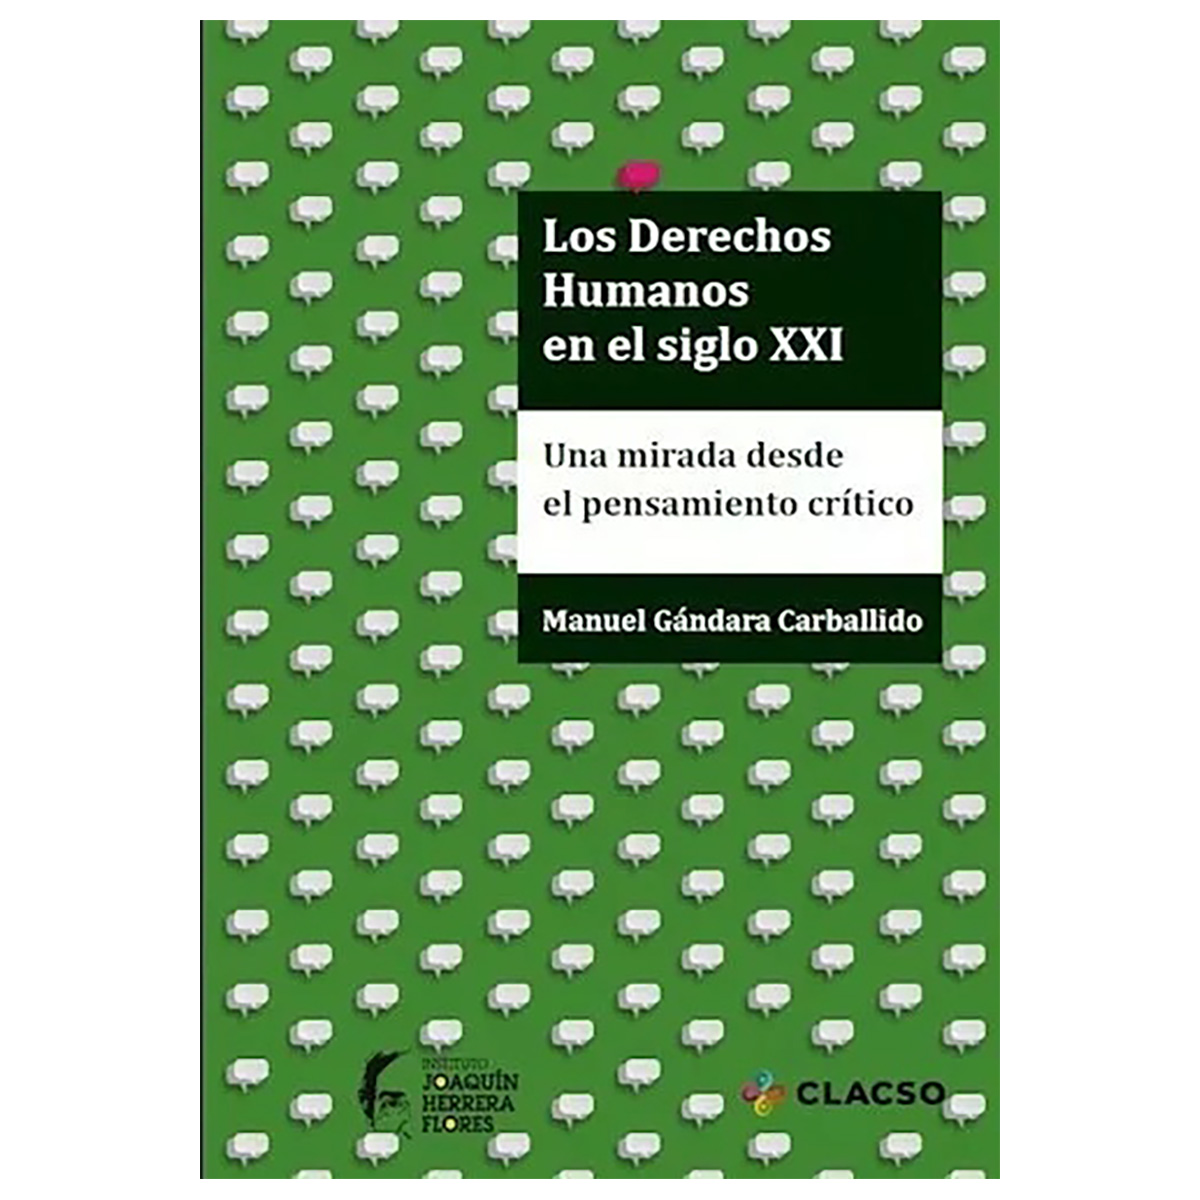 Los Derechos
Humanos
en el siglo XXI
Una mirada desde
el pensamiento crítico
Manuel Gándara Carballido
INSTITUTO
JOAQUÍN
HERRERA
FLORES
CLACSO